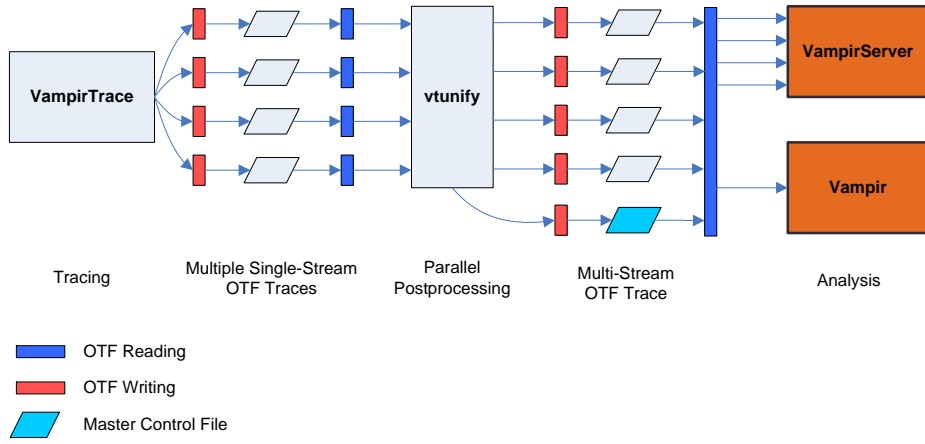 VampirTrace
vtunify
VampirServer
Vampir
Tracing
Multiple Single-Stream
OTF Traces
Parallel
Postprocessing
Multi-Stream
OTF Trace
Analysis
OTF Reading
OTF Writing
Master Control File